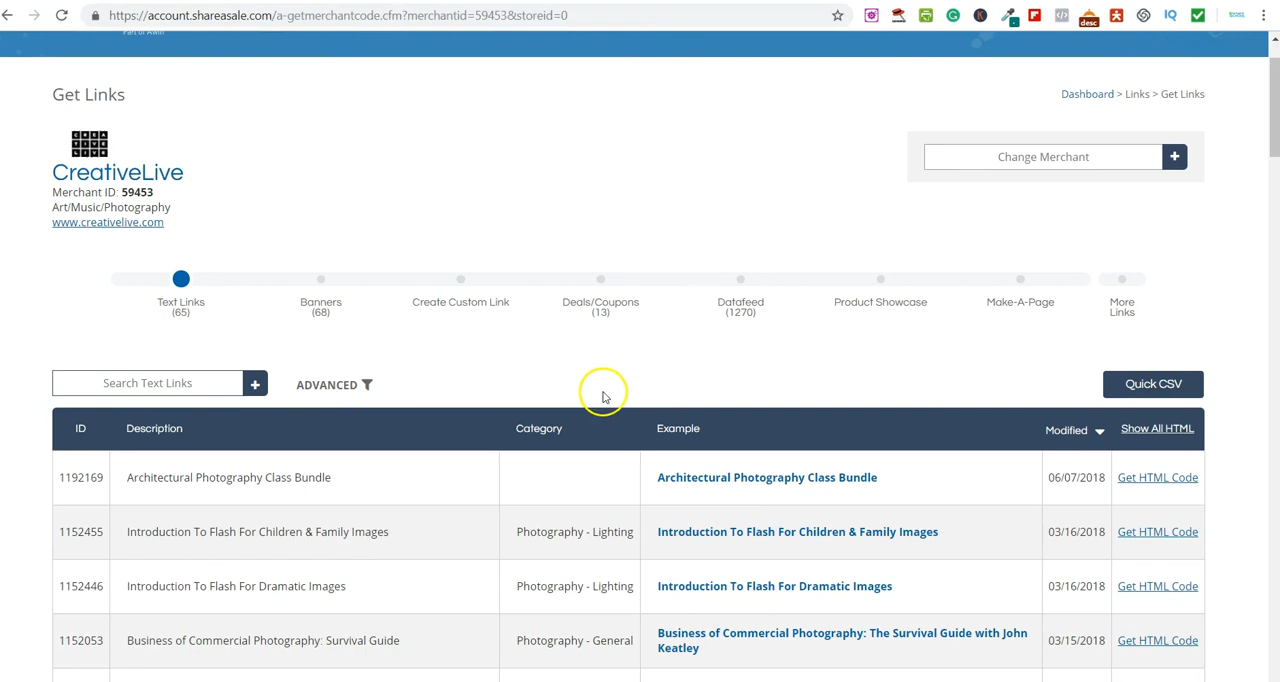 https://account.shareasale.com/a-getmerchantcode.cfm?merchantid=59453&storeid=0
desc
IQ
Part of Awin
Get Links
Dashboard > Links > Get Links
CREATIVELIVE
CreativeLive
Merchant ID: 59453
Art/Music/Photography
www.creativelive.com
Change Merchant +
Text Links (65)
Banners (68)
Create Custom Link
Deals/Coupons (13)
Datafeed (1270)
Product Showcase
Make-A-Page
More Links
Search Text Links +
ADVANCED
Quick CSV
ID Description Category Example Modified Show All HTML
1192169 Architectural Photography Class Bundle Architectural Photography Class Bundle 06/07/2018 Get HTML Code
1152455 Introduction To Flash For Children & Family Images Photography - Lighting Introduction To Flash For Children & Family Images 03/16/2018 Get HTML Code
1152446 Introduction To Flash For Dramatic Images Photography - Lighting Introduction To Flash For Dramatic Images 03/16/2018 Get HTML Code
1152053 Business of Commercial Photography: Survival Guide Photography - General Business of Commercial Photography: The Survival Guide with John Keatley 03/15/2018 Get HTML Code